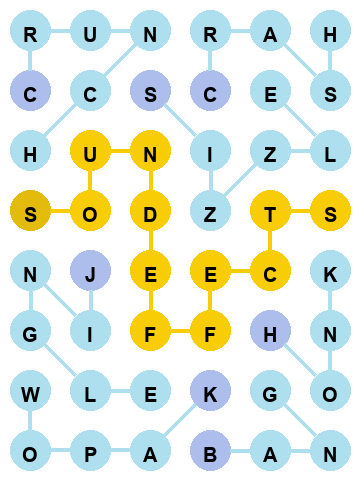 R U N R A H
C C S C E S
H U N I Z L
S O D Z T S
N J E E C K
G I F F H N
W L E K G O
O P A B A N